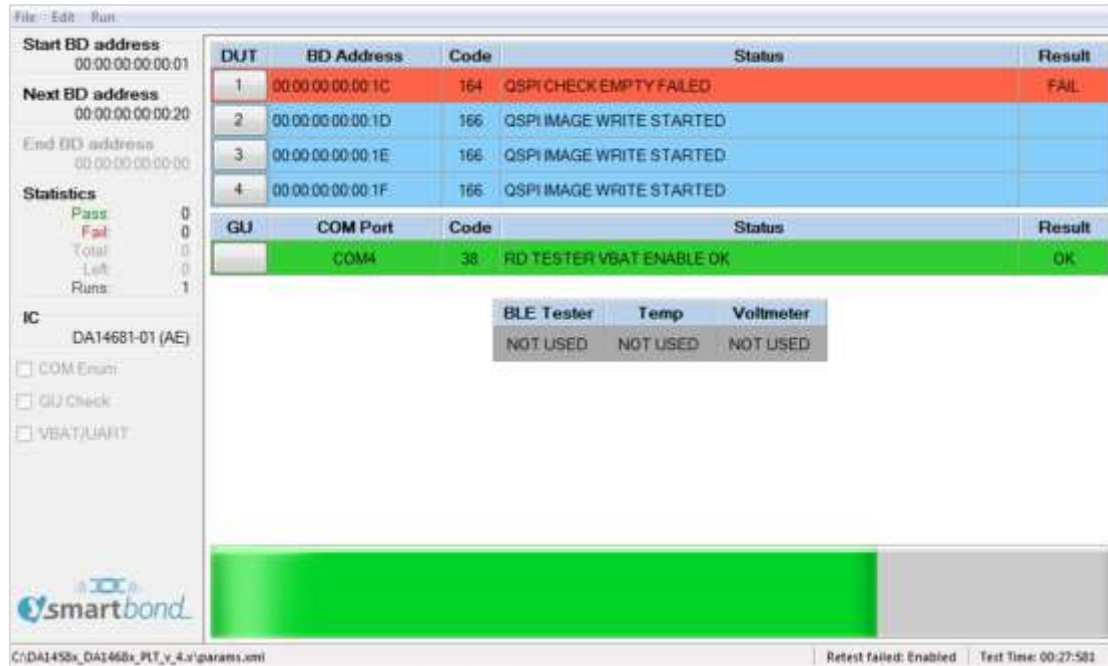 File Edit Run
Start BD address
00:00:00:00:00:01
Next BD address
00:00:00:00:00:20
End BD address
00:00:00:00:00:00
Statistics
Pass: 0
Fail: 0
Total: 0
Left: 0
Runs: 1
IC
DA14681-01 (AE)
COM Enum
GU Check
VBAT/UART
smartbond
DUT BD Address Code Status Result
1 00:00:00:00:00:1C 164 QSPI CHECK EMPTY FAILED FAIL
2 00:00:00:00:00:1D 166 QSPI IMAGE WRITE STARTED
3 00:00:00:00:00:1E 166 QSPI IMAGE WRITE STARTED
4 00:00:00:00:00:1F 166 QSPI IMAGE WRITE STARTED
GU COM Port Code Status Result
COM4 38 RD TESTER VBAT ENABLE OK OK
BLE Tester Temp Voltmeter
NOT USED NOT USED NOT USED
C:\DA1458x_DA1468x_PLT_v_4.x\params.xml Retest failed: Enabled Test Time: 00:27:581